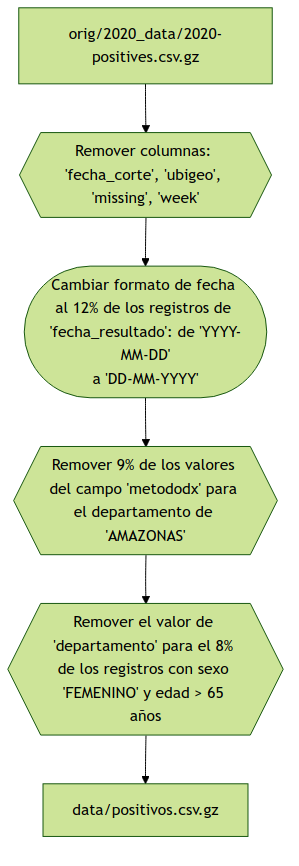 orig/2020_data/2020-
positives.csv.gz
Remover columnas:
'fecha_corte', 'ubigeo',
'missing', 'week'
Cambiar formato de fecha
al 12% de los registros de
'fecha_resultado': de 'YYYY-
MM-DD'
a 'DD-MM-YYYY'
Remover 9% de los valores
del campo 'metododx' para
el departamento de
'AMAZONAS'
Remover el valor de
'departamento' para el 8%
de los registros con sexo
'FEMENINO' y edad > 65
años
data/positivos.csv.gz